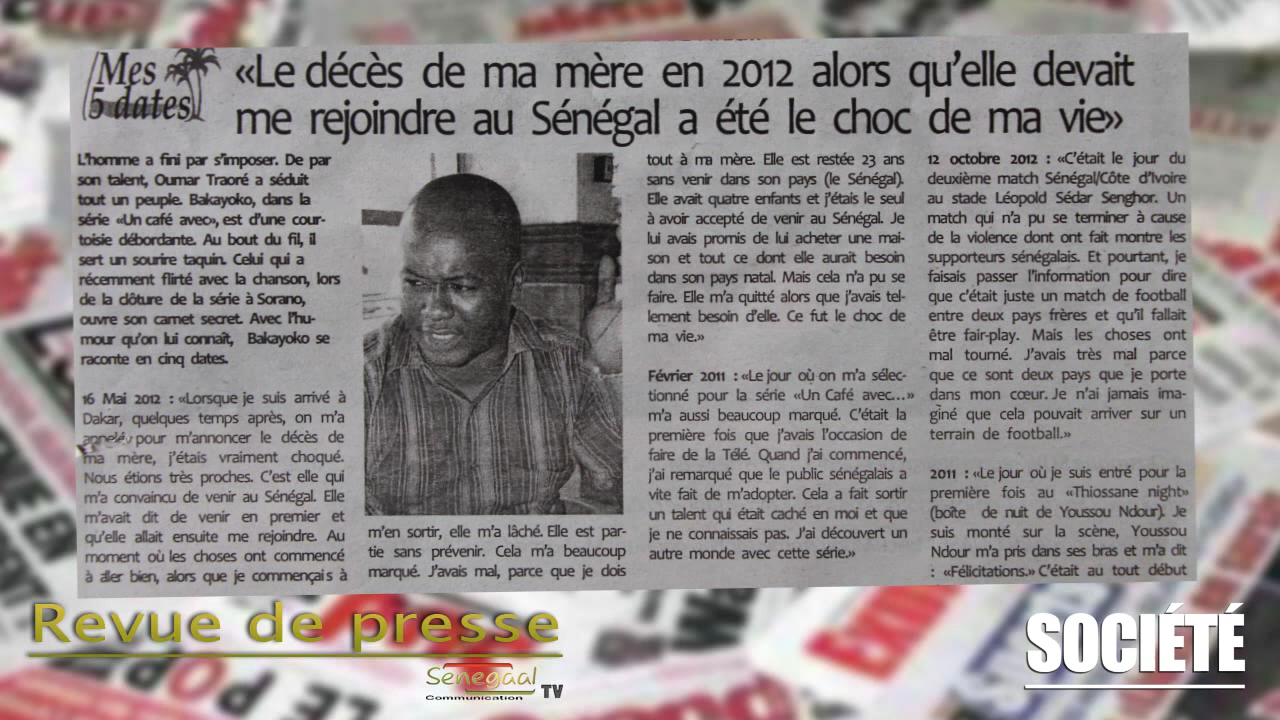 Mes
5 dates
«Le décès de ma mère en 2012 alors qu'elle devait
me rejoindre au Sénégal a été le choc de ma vie»
L'homme a fini par s'imposer. De par
son talent, Oumar Traoré a séduit
tout un peuple. Bakayoko, dans la
série «Un café avec», est d'une cour-
toisie débordante. Au bout du fil, il
sert un sourire taquin. Celui qui a
récemment flirté avec la chanson, lors
de la dôture de la série à Sorano,
ouvre son carnet secret. Avec l'hu-
mour qu'on lui connaît, Bakayoko se
raconte en cinq dates.
16 Mai 2012 : «Lorsque je suis arrivé à
Dakar, quelques temps après, on m'a
appelé pour m'annoncer le décès de
ma mère, j'étais vraiment choqué.
Nous étions très proches. C'est elle qui
m'a convaincu de venir au Sénégal. Elle
m'avait dit de venir en premier et
qu'elle allait ensuite me rejoindre. Au
moment où les choses ont commencé
à aller bien, alors que je commençais à
m'en sortir, elle m'a lâché. Elle est par-
tie sans prévenir. Cela m'a beaucoup
marqué. J'avais mal, parce que je dois
tout à ma mère. Elle est restée 23 ans
sans venir dans son pays (le Sénégal).
Elle avait quatre enfants et j'étais le seul
à avoir accepté de venir au Sénégal. Je
lui avais promis de lui acheter une mai-
son et tout ce dont elle aurait besoin
dans son pays natal. Mais cela n'a pu se
faire. Elle m'a quitté alors que j'avais tel-
lement besoin d'elle. Ce fut le choc de
ma vie.»
Février 2011 : «Le jour où on m'a sélec-
tionné pour la série «Un Café avec...»
m'a aussi beaucoup marqué. C'était la
première fois que j'avais l'occasion de
faire de la Télé. Quand j'ai commencé,
j'ai remarqué que le public sénégalais a
vite fait de m'adopter. Cela a fait sortir
un talent qui était caché en moi et que
je ne connaissais pas. J'ai découvert un
autre monde avec cette série.»
12 octobre 2012 : «C'était le jour du
deuxième match Sénégal/Côte d'Ivoire
au stade Léopold Sédar Senghor. Un
match qui n'a pu se terminer à cause
de la violence dont ont fait montre les
supporteurs sénégalais. Et pourtant, je
faisais passer l'information pour dire
que c'était juste un match de football
entre deux pays frères et qu'il fallait
être fair-play. Mais les choses ont
mal tourné. J'avais très mal parce
que ce sont deux pays que je porte
dans mon cœur. Je n'ai jamais ima-
giné que cela pouvait arriver sur un
terrain de football.»
2011 : «Le jour où je suis entré pour la
première fois au «Thiossane night»
(boîte de nuit de Youssou Ndour). Je
suis monté sur la scène, Youssou
Ndour m'a pris dans ses bras et m'a dit
: «Félicitations.» C'était au tout début
Revue de presse
Sénégaal
Communication TV
SOCIÉTÉ